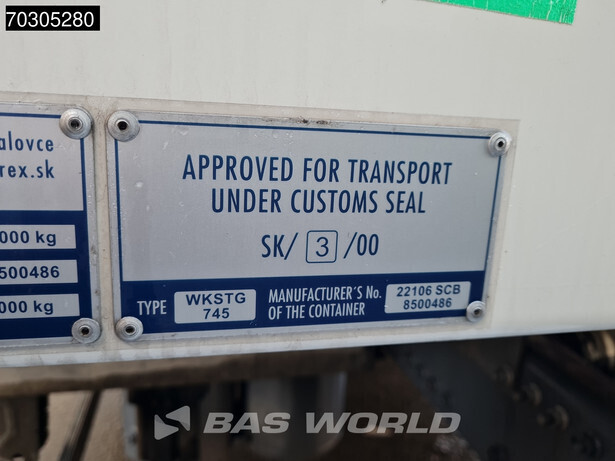 70305280
alovce
rex.sk
000 kg
8500486
000 kg
APPROVED FOR TRANSPORT
UNDER CUSTOMS SEAL
SK/ 3 /00
TYPE WKSTG 745
MANUFACTURER'S No. OF THE CONTAINER
22106 SCB
8500486
BAS WORLD